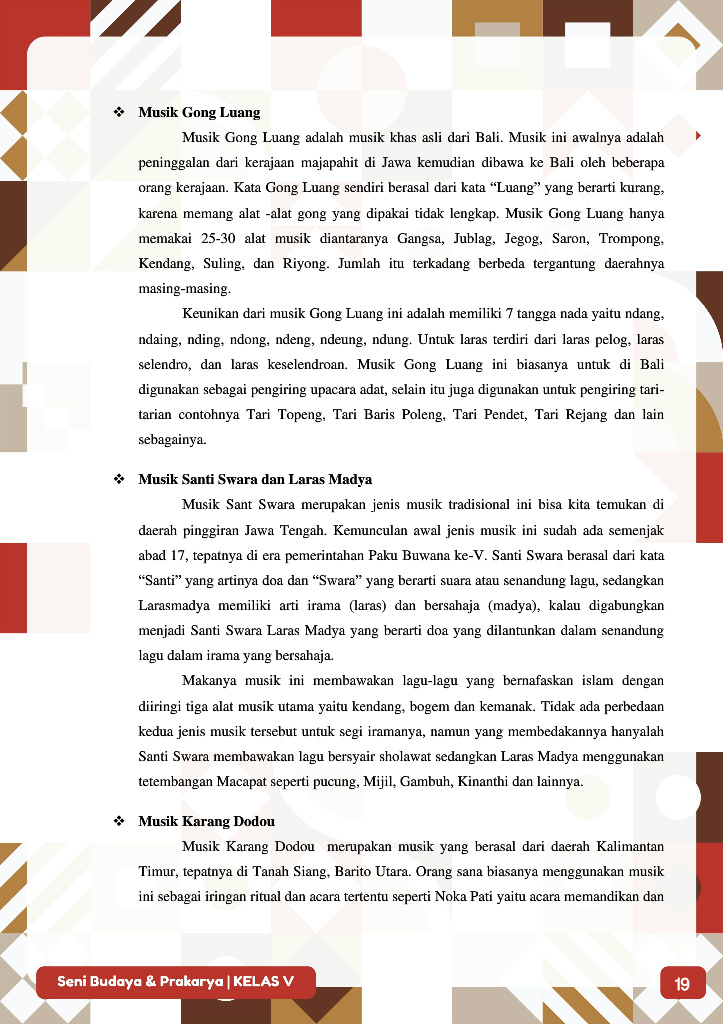 ❖ Musik Gong Luang
Musik Gong Luang adalah musik khas asli dari Bali. Musik ini awalnya adalah
peninggalan dari kerajaan majapahit di Jawa kemudian dibawa ke Bali oleh beberapa
orang kerajaan. Kata Gong Luang sendiri berasal dari kata “Luang” yang berarti kurang,
karena memang alat -alat gong yang dipakai tidak lengkap. Musik Gong Luang hanya
memakai 25-30 alat musik diantaranya Gangsa, Jublag, Jegog, Saron, Trompong,
Kendang, Suling, dan Riyong. Jumlah itu terkadang berbeda tergantung daerahnya
masing-masing.
Keunikan dari musik Gong Luang ini adalah memiliki 7 tangga nada yaitu ndang,
ndaing, nding, ndong, ndeng, ndeung, ndung. Untuk laras terdiri dari laras pelog, laras
selendro, dan laras keselendroan. Musik Gong Luang ini biasanya untuk di Bali
digunakan sebagai pengiring upacara adat, selain itu juga digunakan untuk pengiring tari-
tarian contohnya Tari Topeng, Tari Baris Poleng, Tari Pendet, Tari Rejang dan lain
sebagainya.
❖ Musik Santi Swara dan Laras Madya
Musik Sant Swara merupakan jenis musik tradisional ini bisa kita temukan di
daerah pinggiran Jawa Tengah. Kemunculan awal jenis musik ini sudah ada semenjak
abad 17, tepatnya di era pemerintahan Paku Buwana ke-V. Santi Swara berasal dari kata
“Santi” yang artinya doa dan “Swara” yang berarti suara atau senandung lagu, sedangkan
Larasmadya memiliki arti irama (laras) dan bersahaja (madya), kalau digabungkan
menjadi Santi Swara Laras Madya yang berarti doa yang dilantunkan dalam senandung
lagu dalam irama yang bersahaja.
Makanya musik ini membawakan lagu-lagu yang bernafaskan islam dengan
diiringi tiga alat musik utama yaitu kendang, bogem dan kemanak. Tidak ada perbedaan
kedua jenis musik tersebut untuk segi iramanya, namun yang membedakannya hanyalah
Santi Swara membawakan lagu bersyair sholawat sedangkan Laras Madya menggunakan
tetembangan Macapat seperti pucung, Mijil, Gambuh, Kinanthi dan lainnya.
❖ Musik Karang Dodou
Musik Karang Dodou merupakan musik yang berasal dari daerah Kalimantan
Timur, tepatnya di Tanah Siang, Barito Utara. Orang sana biasanya menggunakan musik
ini sebagai iringan ritual dan acara tertentu seperti Noka Pati yaitu acara memandikan dan
Seni Budaya & Prakarya | KELAS V
19